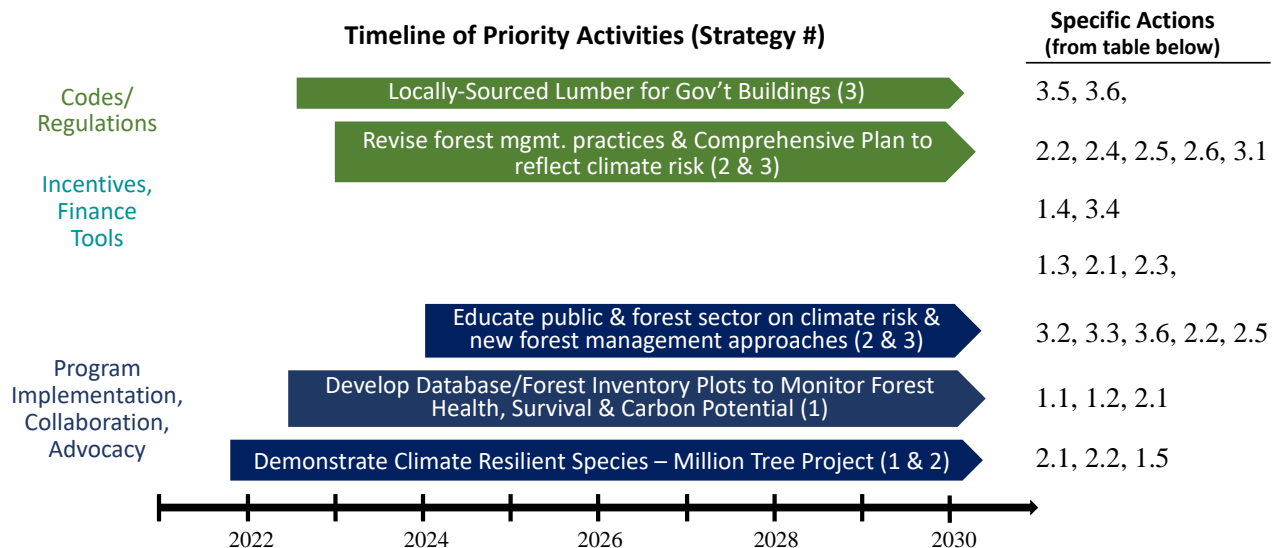 Timeline of Priority Activities (Strategy #)
Specific Actions
(from table below)
Codes/
Regulations
Locally-Sourced Lumber for Gov't Buildings (3)
3.5, 3.6,
Revise forest mgmt. practices & Comprehensive Plan to
reflect climate risk (2 & 3)
2.2, 2.4, 2.5, 2.6, 3.1
Incentives,
Finance
Tools
1.4, 3.4
1.3, 2.1, 2.3,
Educate public & forest sector on climate risk &
new forest management approaches (2 & 3)
3.2, 3.3, 3.6, 2.2, 2.5
Program
Implementation,
Collaboration,
Advocacy
Develop Database/Forest Inventory Plots to Monitor Forest
Health, Survival & Carbon Potential (1)
1.1, 1.2, 2.1
Demonstrate Climate Resilient Species – Million Tree Project (1 & 2)
2.1, 2.2, 1.5
2022 2024 2026 2028 2030